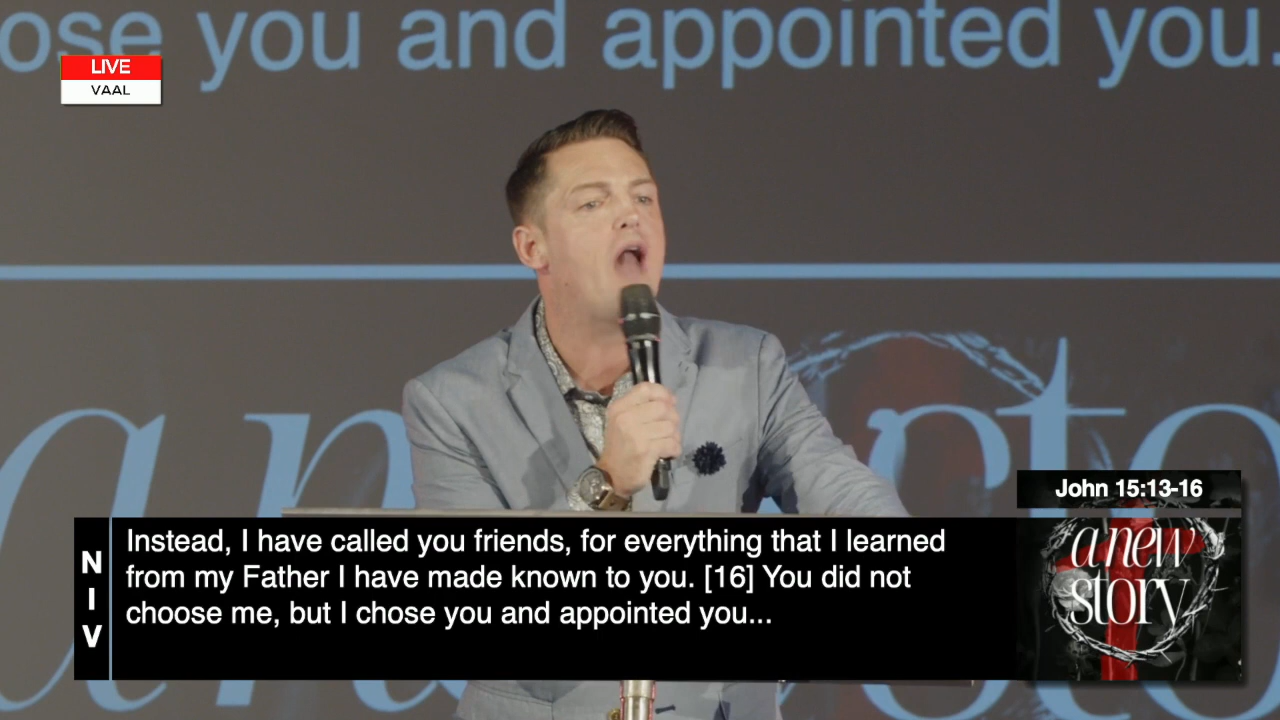 ose you and appointed you.
LIVE
VAAL
an
sto
John 15:13-16
N
I
V
Instead, I have called you friends, for everything that I learned
from my Father I have made known to you. [16] You did not
choose me, but I chose you and appointed you...
a new
story